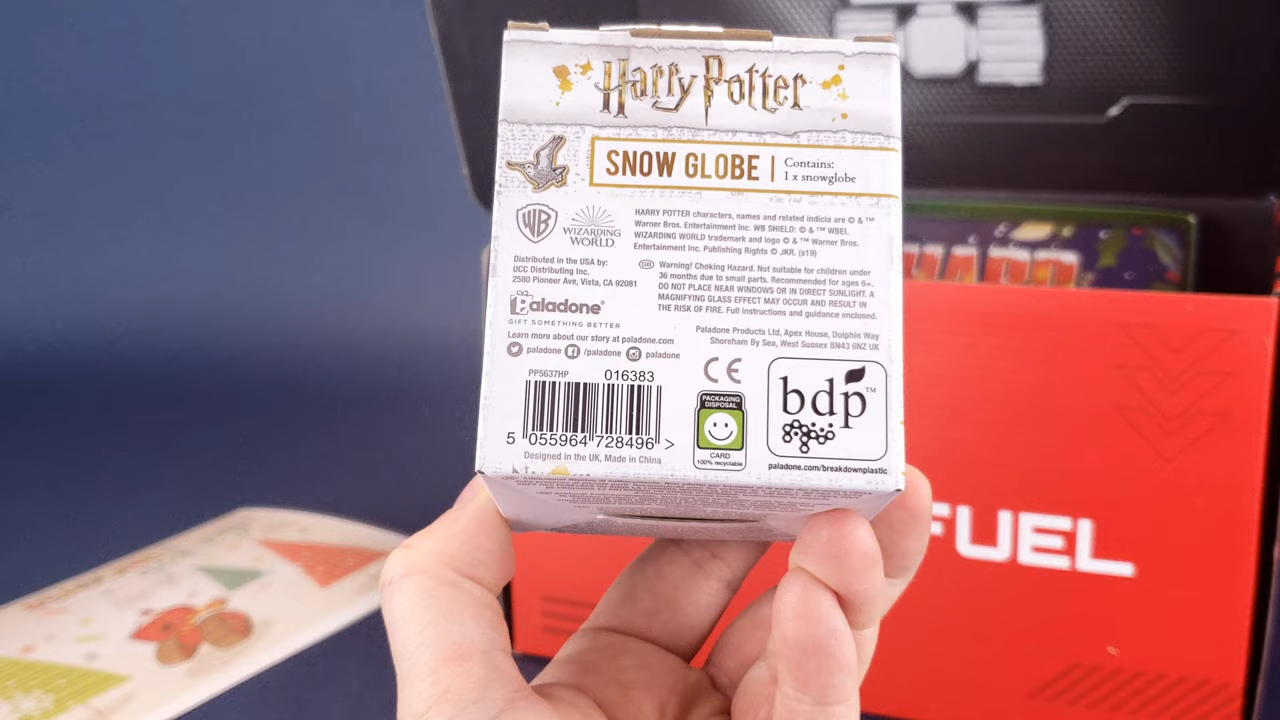 Harry Potter
SNOW GLOBE | Contains:
1 x snowglobe
WB
WIZARDING
WORLD
HARRY POTTER characters, names and related indicia are © & ™
Warner Bros. Entertainment Inc. WB SHIELD: © & ™ WBEI.
WIZARDING WORLD trademark and logo © & ™ Warner Bros.
Entertainment Inc. Publishing Rights © JKR. (s19)
Distributed in the USA by:
UCC Distributing Inc.
2580 Pioneer Ave, Vista, CA 92081
GB Warning! Choking Hazard. Not suitable for children under
36 months due to small parts. Recommended for ages 6+.
DO NOT PLACE NEAR WINDOWS OR IN DIRECT SUNLIGHT. A
MAGNIFYING GLASS EFFECT MAY OCCUR AND RESULT IN
THE RISK OF FIRE. Full instructions and guidance enclosed.
Paladone®
GIFT SOMETHING BETTER
Learn more about our story at paladone.com
paladone /paladone paladone
Paladone Products Ltd, Apex House, Dolphin Way
Shoreham By Sea, West Sussex BN43 6NZ UK
PP5637HP 016383
5 055964 728496 >
Designed in the UK, Made in China
CE
PACKAGING
DISPOSAL
CARD
100% recyclable
bdp™
paladone.com/breakdownplastic
FUEL